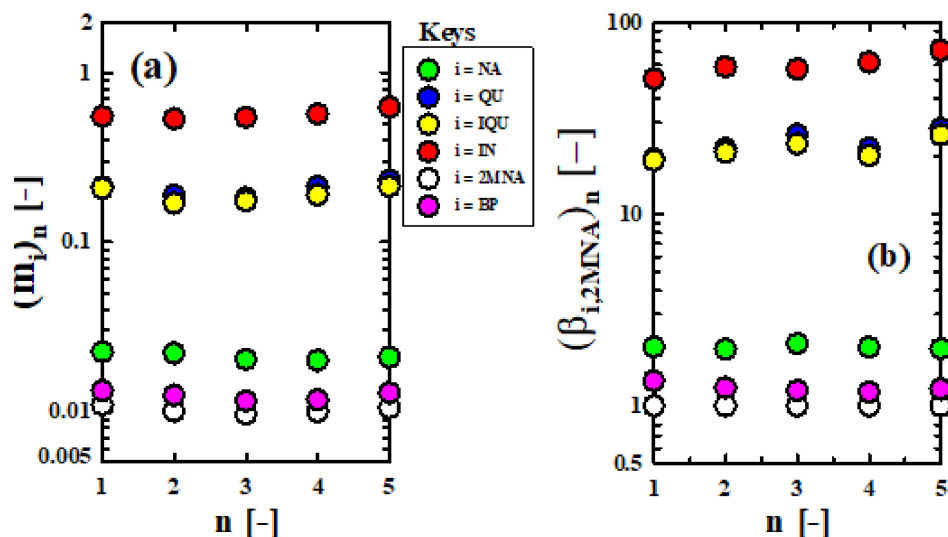 2
1
0.1
0.01
0.005
(mᵢ)ₙ [–]
(a)
1 2 3 4 5
n [–]
Keys
i = NA
i = QU
i = IQU
i = IN
i = 2MNA
i = BP
100
10
1
0.5
(βᵢ,₂MNA)ₙ [–]
(b)
1 2 3 4 5
n [–]